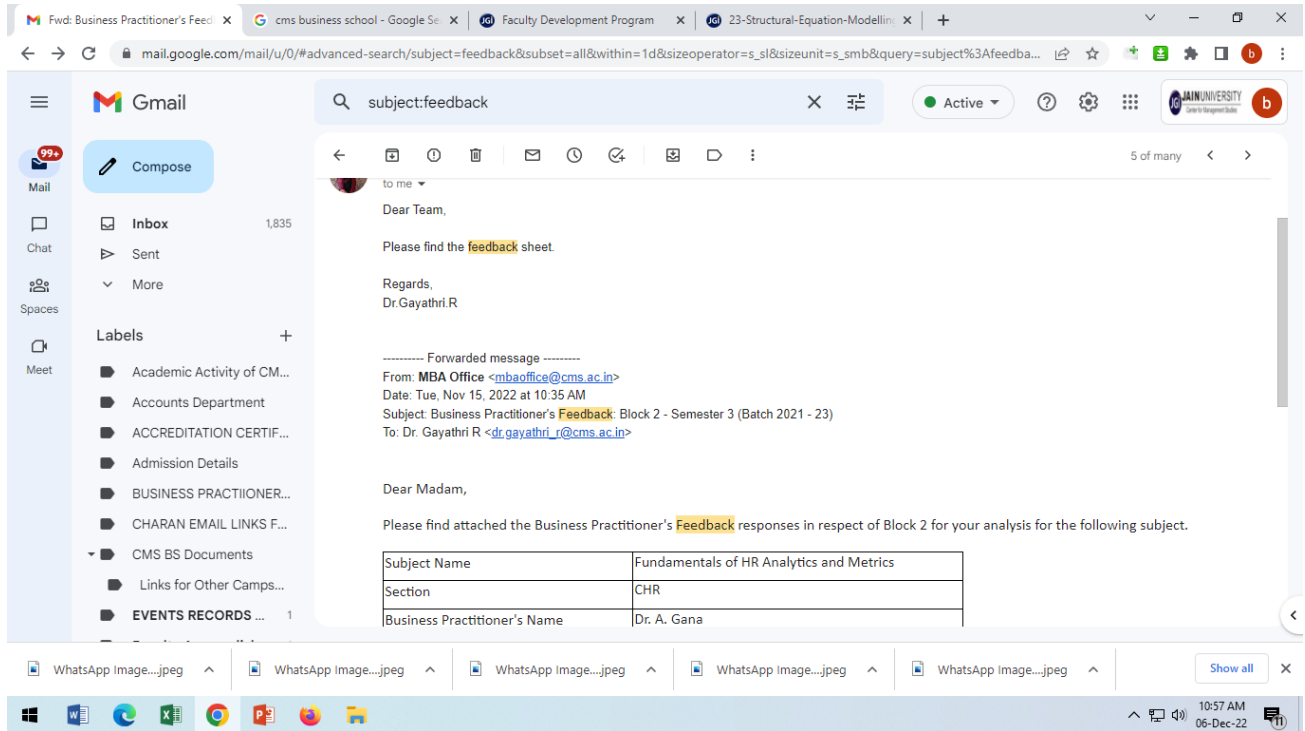 Fwd: Business Practitioner's Feed
cms business school - Google Se
JGI Faculty Development Program
JGI 23-Structural-Equation-Modelling
mail.google.com/mail/u/0/#advanced-search/subject=feedback&subset=all&within=1d&sizeoperator=s_sl&sizeunit=s_smb&query=subject%3Afeedba...
b
Gmail
subject:feedback
Active
JGI JAIN UNIVERSITY
b
99+
Mail
Chat
Spaces
Meet
Compose
Inbox 1,835
Sent
More
Labels
Academic Activity of CM...
Accounts Department
ACCREDITATION CERTIF...
Admission Details
BUSINESS PRACTIIONER...
CHARAN EMAIL LINKS F...
CMS BS Documents
Links for Other Camps...
EVENTS RECORDS ... 1
5 of many
to me
Dear Team,
Please find the feedback sheet.
Regards,
Dr.Gayathri.R
---------- Forwarded message ---------
From: MBA Office <mbaoffice@cms.ac.in>
Date: Tue, Nov 15, 2022 at 10:35 AM
Subject: Business Practitioner's Feedback: Block 2 - Semester 3 (Batch 2021 - 23)
To: Dr. Gayathri R <dr.gayathri_r@cms.ac.in>
Dear Madam,
Please find attached the Business Practitioner's Feedback responses in respect of Block 2 for your analysis for the following subject.
Subject Name Fundamentals of HR Analytics and Metrics
Section CHR
Business Practitioner's Name Dr. A. Gana
WhatsApp Image....jpeg
WhatsApp Image....jpeg
WhatsApp Image....jpeg
WhatsApp Image....jpeg
WhatsApp Image....jpeg
Show all
10:57 AM
06-Dec-22
11